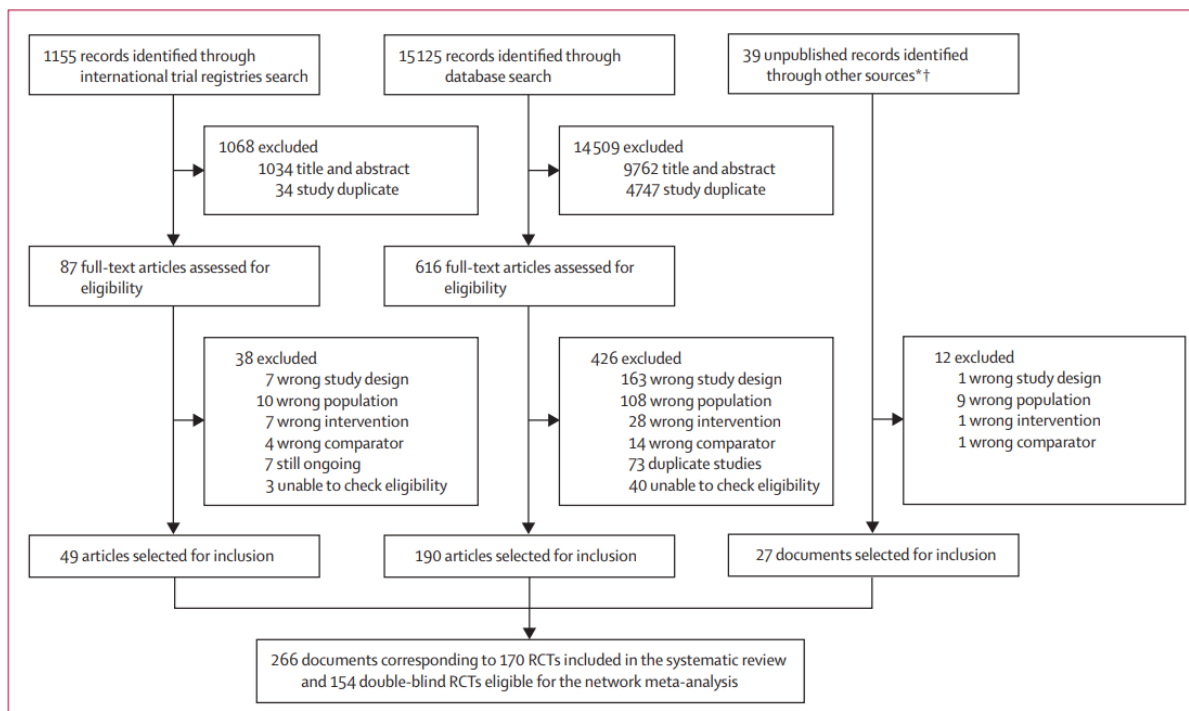 1155 records identified through
international trial registries search
15 125 records identified through
database search
39 unpublished records identified
through other sources*†
1068 excluded
1034 title and abstract
34 study duplicate
14 509 excluded
9762 title and abstract
4747 study duplicate
87 full-text articles assessed for
eligibility
616 full-text articles assessed for
eligibility
38 excluded
7 wrong study design
10 wrong population
7 wrong intervention
4 wrong comparator
7 still ongoing
3 unable to check eligibility
426 excluded
163 wrong study design
108 wrong population
28 wrong intervention
14 wrong comparator
73 duplicate studies
40 unable to check eligibility
12 excluded
1 wrong study design
9 wrong population
1 wrong intervention
1 wrong comparator
49 articles selected for inclusion
190 articles selected for inclusion
27 documents selected for inclusion
266 documents corresponding to 170 RCTs included in the systematic review
and 154 double-blind RCTs eligible for the network meta-analysis